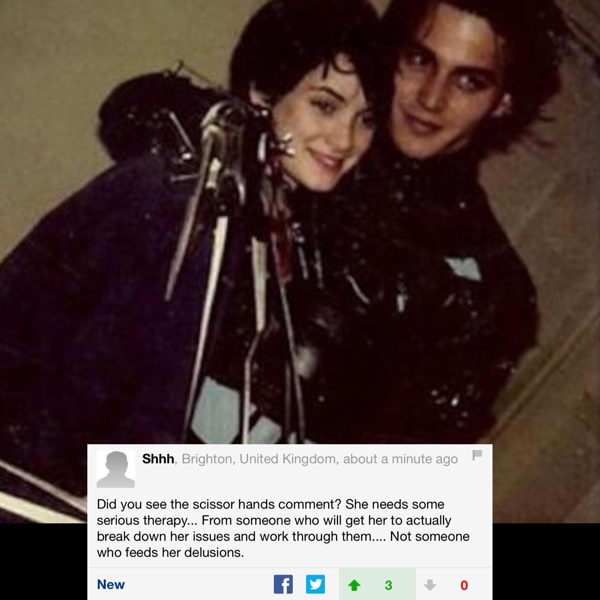 Shhh, Brighton, United Kingdom, about a minute ago
Did you see the scissor hands comment? She needs some
serious therapy... From someone who will get her to actually
break down her issues and work through them.... Not someone
who feeds her delusions.
New 3 0